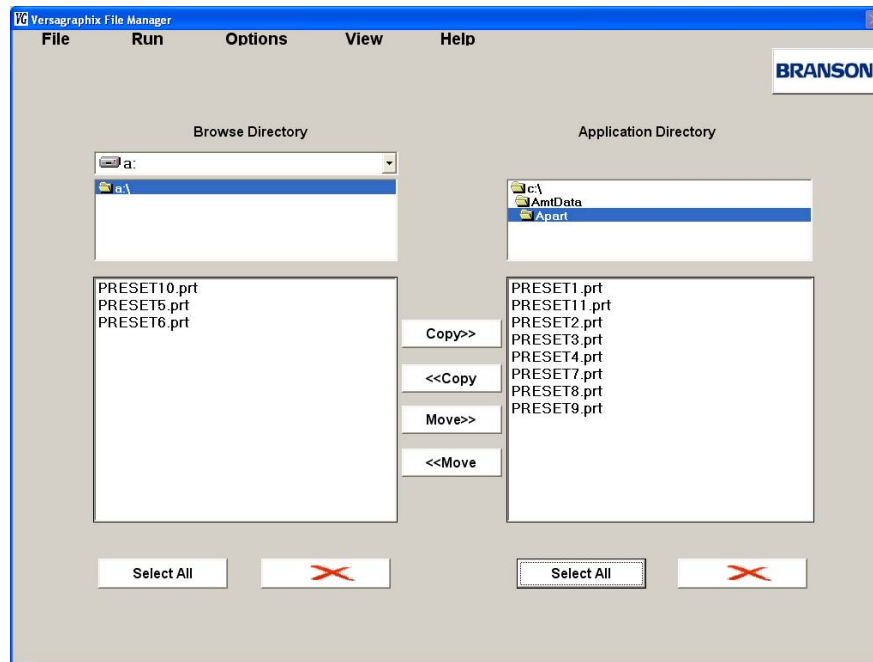 VG Versagraphix File Manager
File Run Options View Help
BRANSON
Browse Directory
Application Directory
a:
a:\
c:\
AmtData
Apart
PRESET10.prt
PRESET5.prt
PRESET6.prt
Copy>>
<<Copy
Move>>
<<Move
PRESET1.prt
PRESET11.prt
PRESET2.prt
PRESET3.prt
PRESET4.prt
PRESET7.prt
PRESET8.prt
PRESET9.prt
Select All
Select All